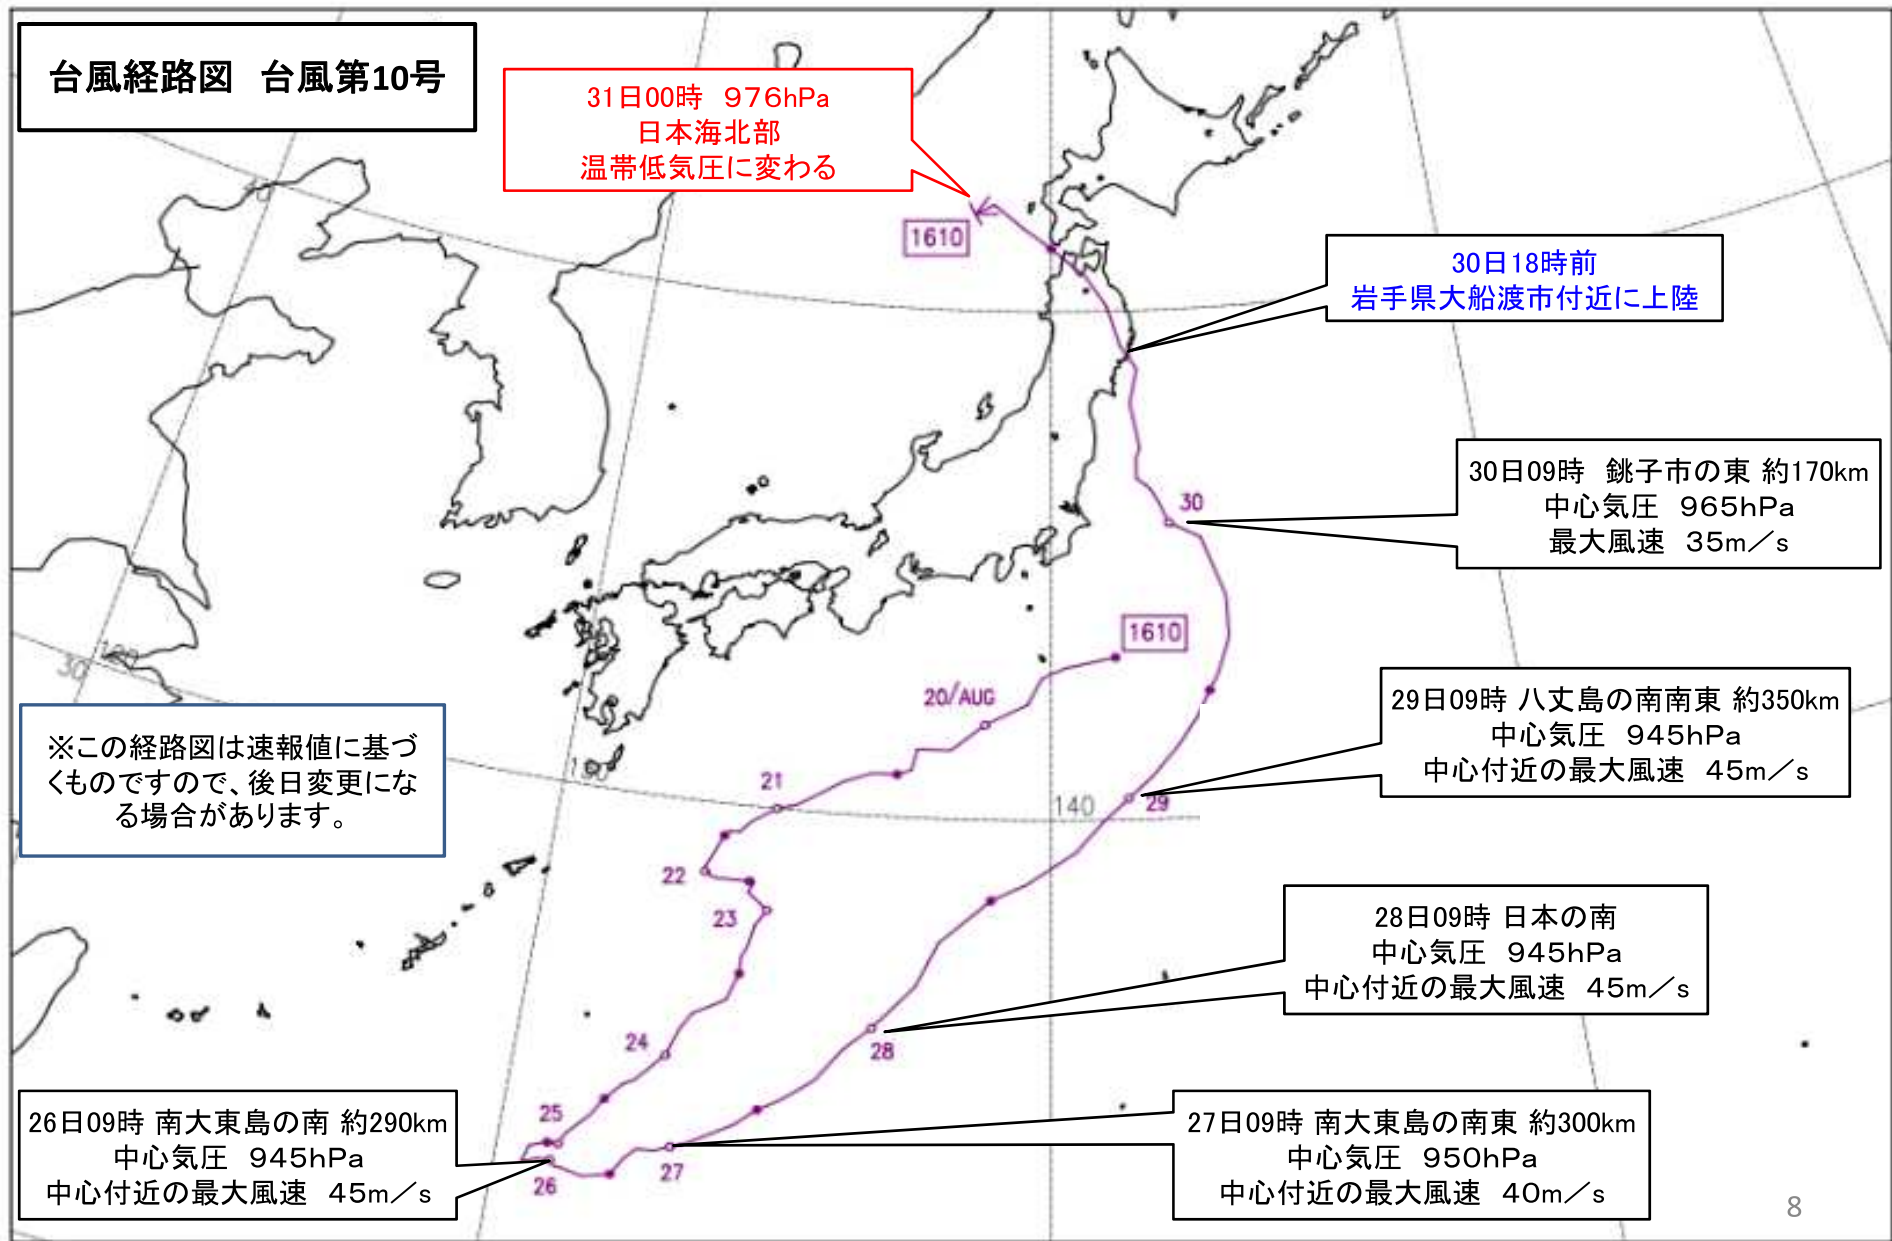 台風経路図 台風第10号
31日00時 976hPa
日本海北部
温帯低気圧に変わる
40
1610
30日18時前
岩手県大船渡市付近に上陸
30日09時 銚子市の東 約170km
中心気圧 965hPa
最大風速 35m／s
30
1610
30
20/AUG
29日09時 八丈島の南南東 約350km
中心気圧 945hPa
中心付近の最大風速 45m／s
※この経路図は速報値に基づ
くものですので、後日変更にな
る場合があります。
21
140
29
22
23
28日09時 日本の南
中心気圧 945hPa
中心付近の最大風速 45m／s
24
28
25
26日09時 南大東島の南 約290km
中心気圧 945hPa
中心付近の最大風速 45m／s
26
27
27日09時 南大東島の南東 約300km
中心気圧 950hPa
中心付近の最大風速 40m／s
8